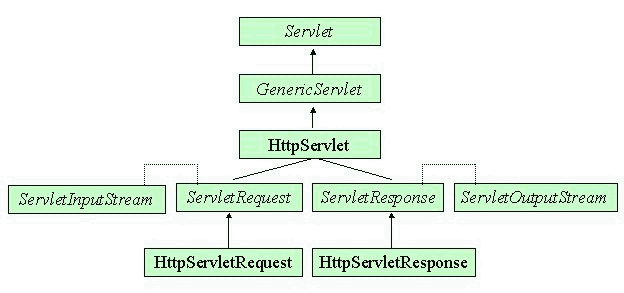 Servlet
GenericServlet
HttpServlet
ServletInputStream
ServletRequest
ServletResponse
ServletOutputStream
HttpServletRequest
HttpServletResponse